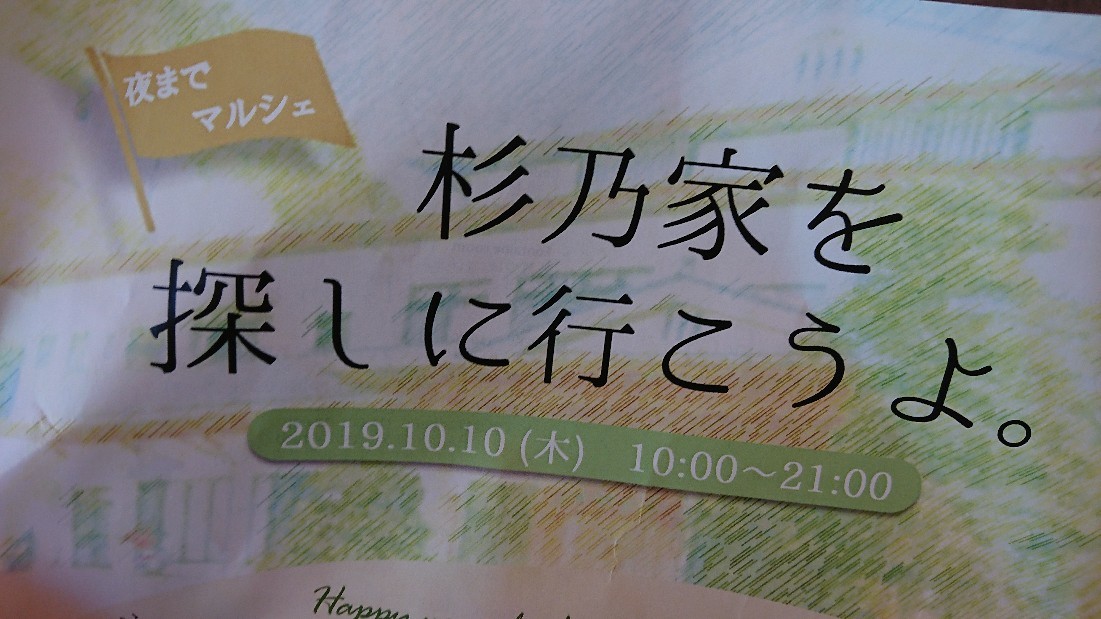 夜まで
マルシェ
杉乃家を
探しに行こうよ。
2019.10.10 (木) 10:00～21:00
Happy